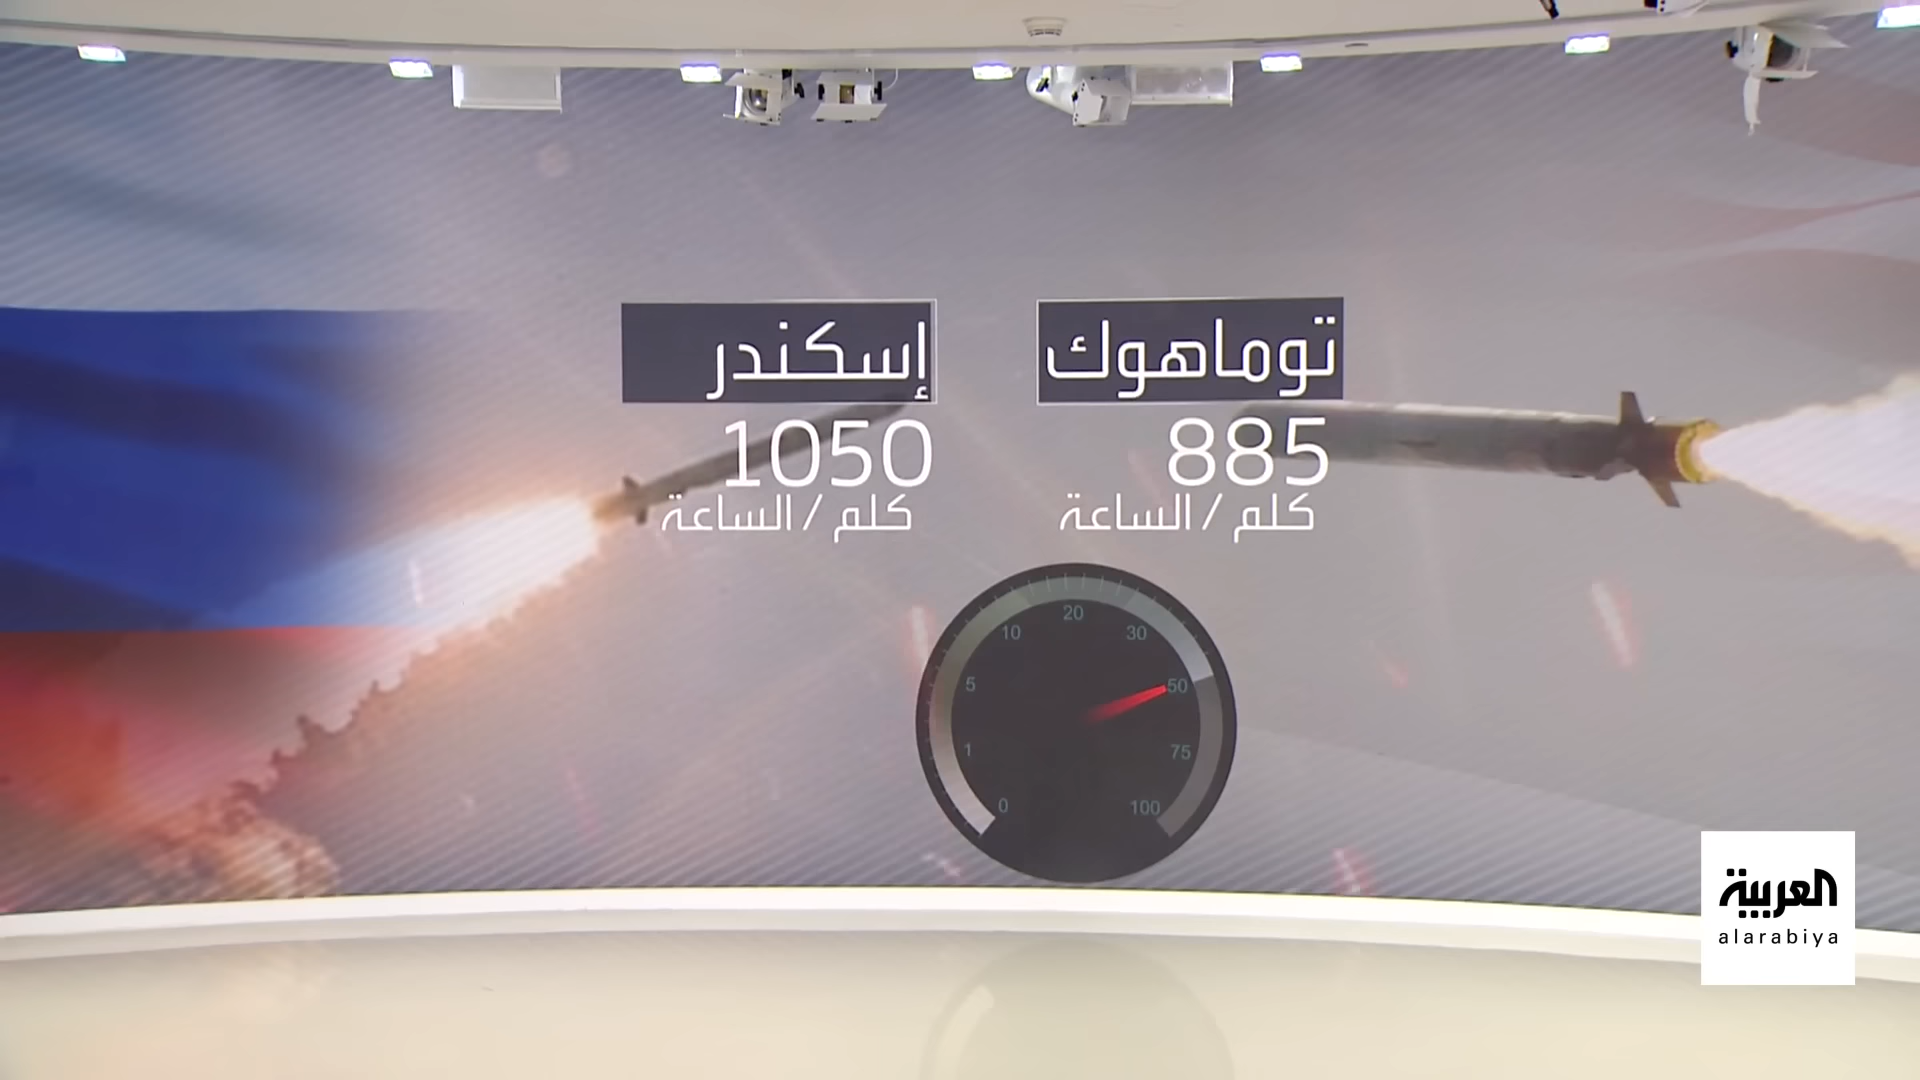 توماهوك
885
كلم / الساعة
إسكندر
1050
كلم / الساعة
0
1
5
10
20
30
50
75
100
العربية
alarabiya